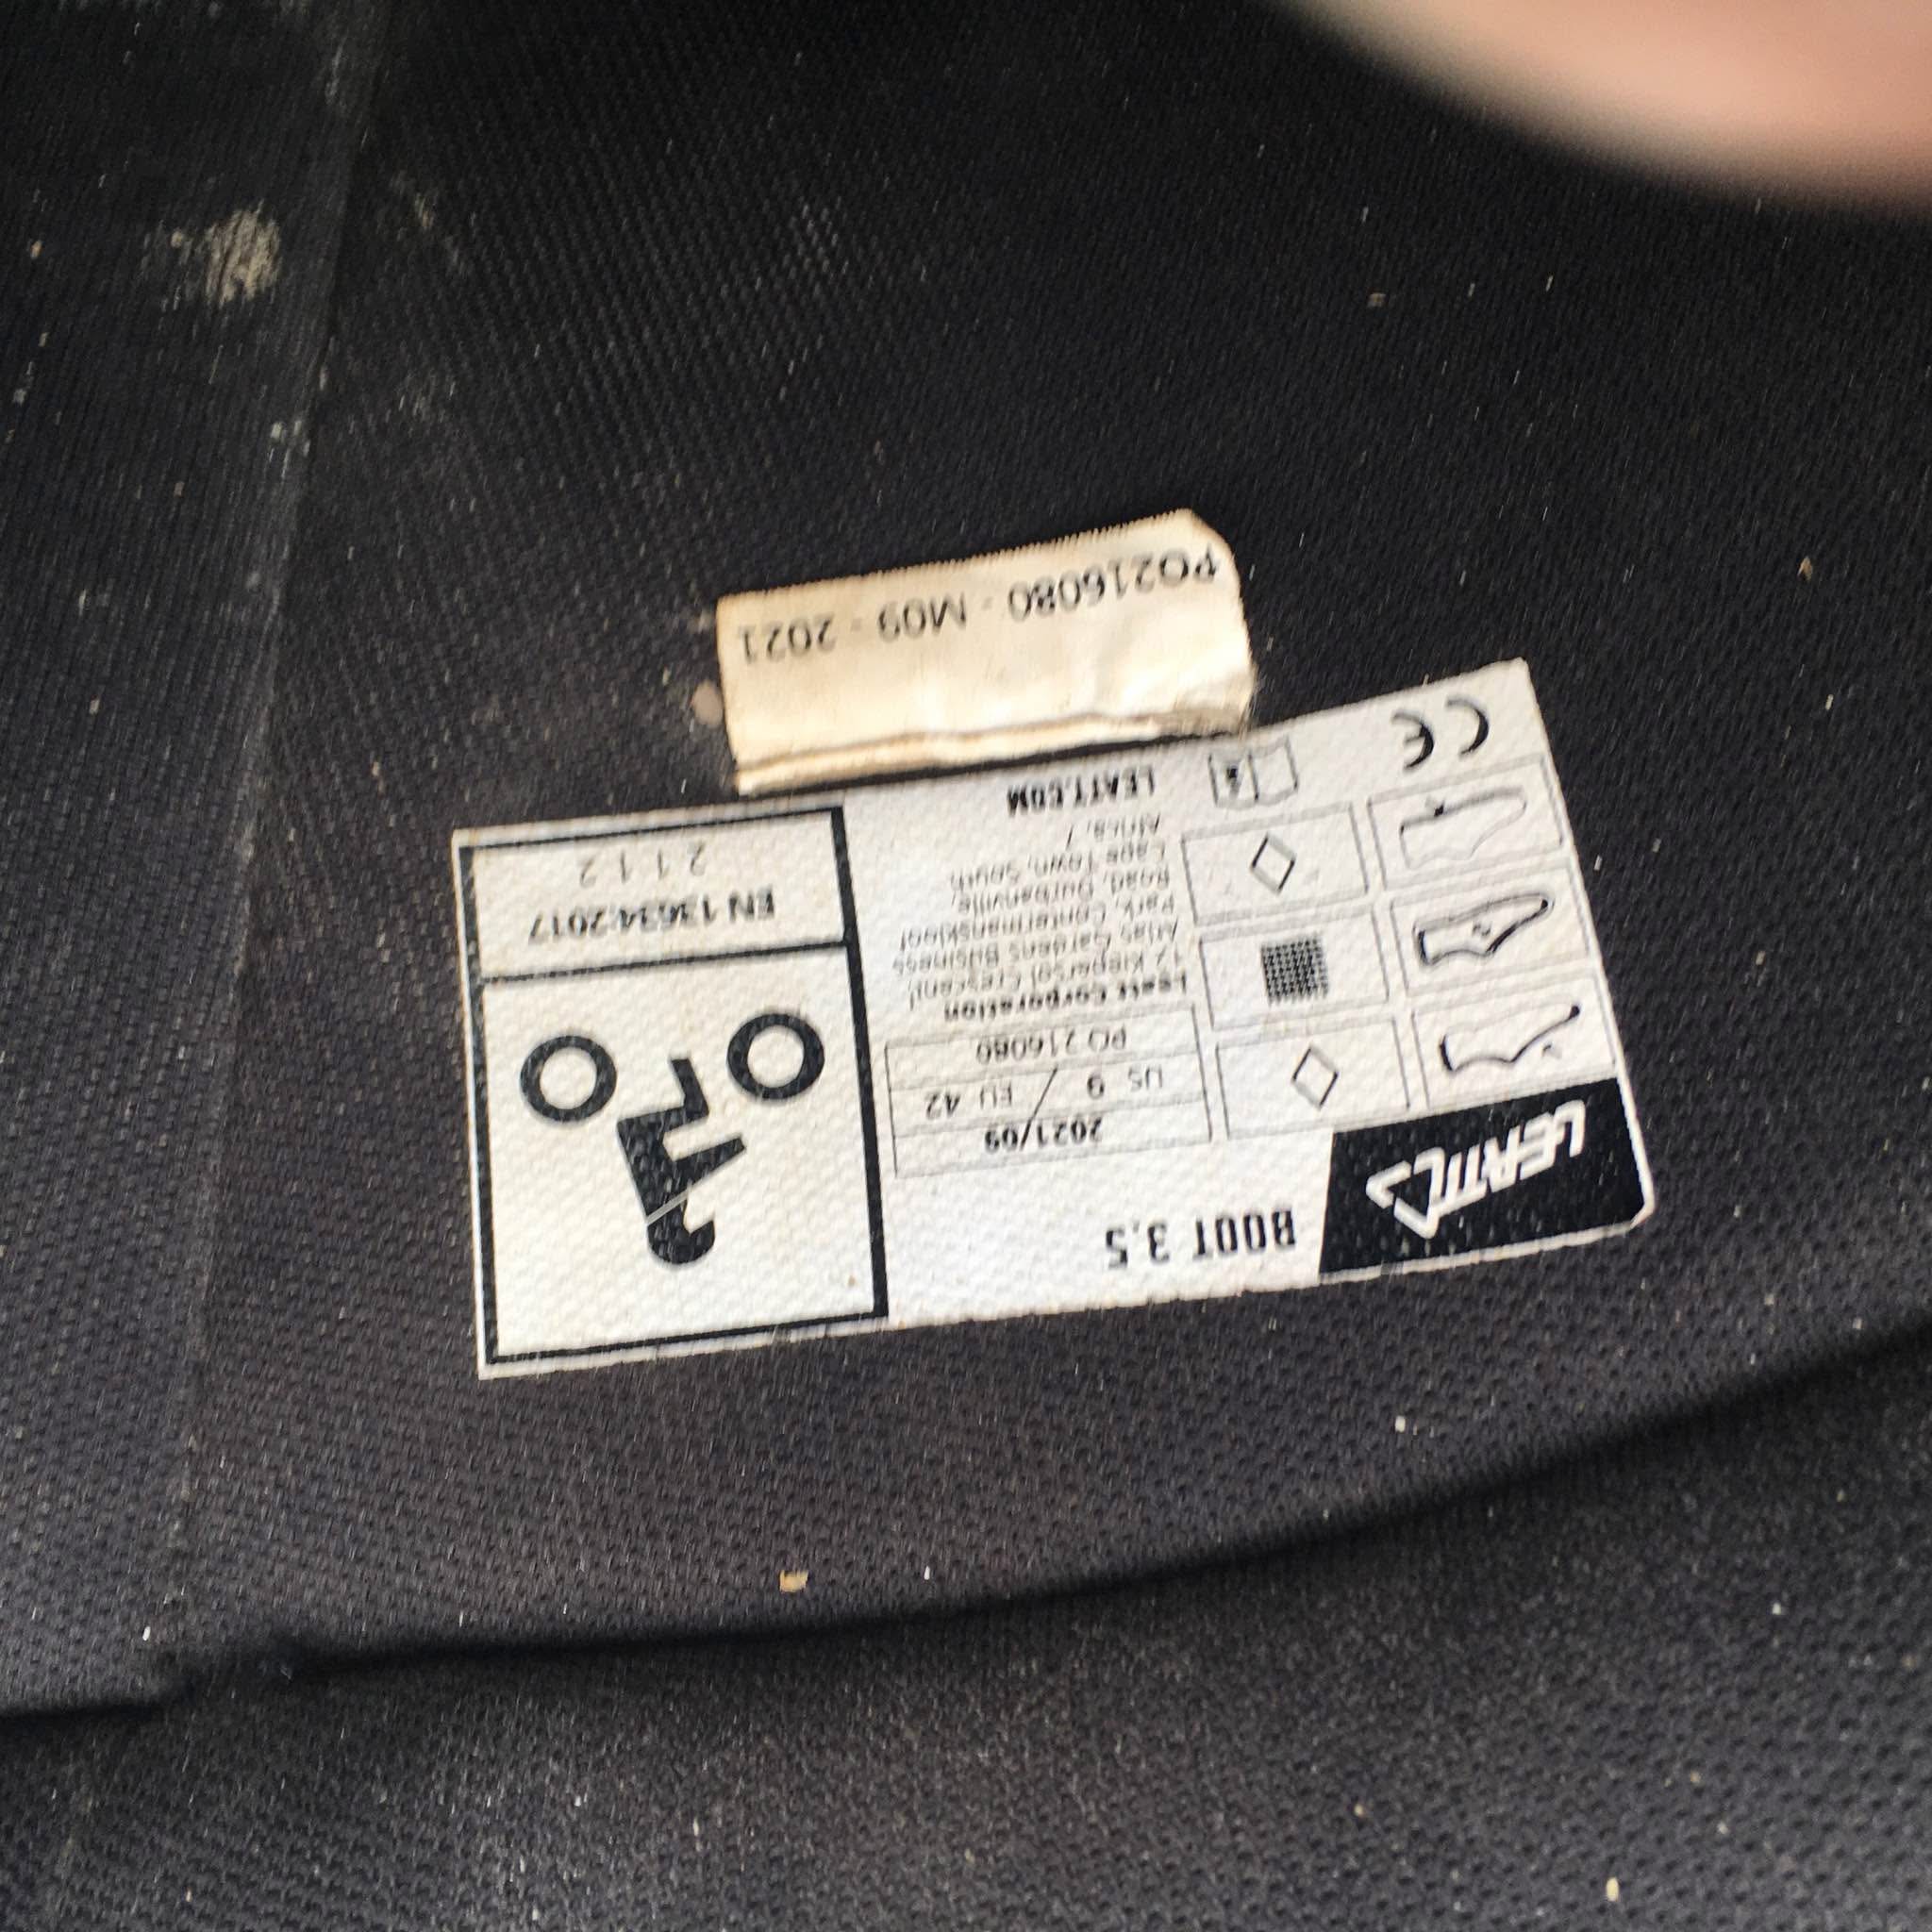 LEATT
BOOT 3.5
2021/09
US 9 / EU 42
PO 216080
Leatt Corporation
12 Kiepersol Crescent,
Atlas Gardens Business
Park, Contermanskloof
Road, Durbanville,
Cape Town, South
Africa, 7
LEATT.COM
CE
EN 13634:2017
2 1 1 2
PO216080 - M09 - 2021